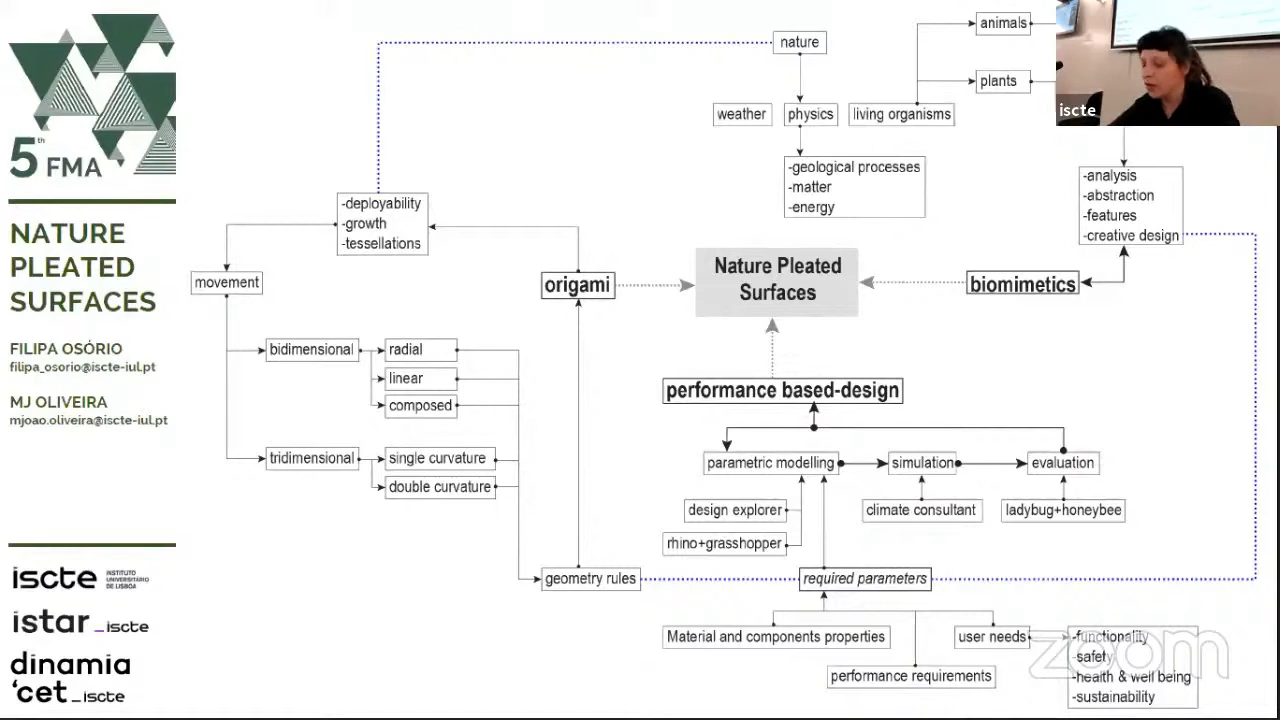 5th FMA
NATURE
PLEATED
SURFACES
FILIPA OSÓRIO
filipa_osorio@iscte-iul.pt
MJ OLIVEIRA
mjoao.oliveira@iscte-iul.pt
iscte INSTITUTO
UNIVERSITÁRIO
DE LISBOA
istar_iscte
dinamia
'cet_iscte
nature
animals
plants
weather
physics
living organisms
-geological processes
-matter
-energy
iscte
-analysis
-abstraction
-features
-creative design
-deployability
-growth
-tessellations
movement
origami
Nature Pleated
Surfaces
biomimetics
bidimensional
radial
linear
composed
tridimensional
single curvature
double curvature
performance based-design
parametric modelling
simulation
evaluation
design explorer
climate consultant
ladybug+honeybee
rhino+grasshopper
geometry rules
required parameters
Material and components properties
user needs
performance requirements
-functionality
-safety
-health & well being
-sustainability
zoom